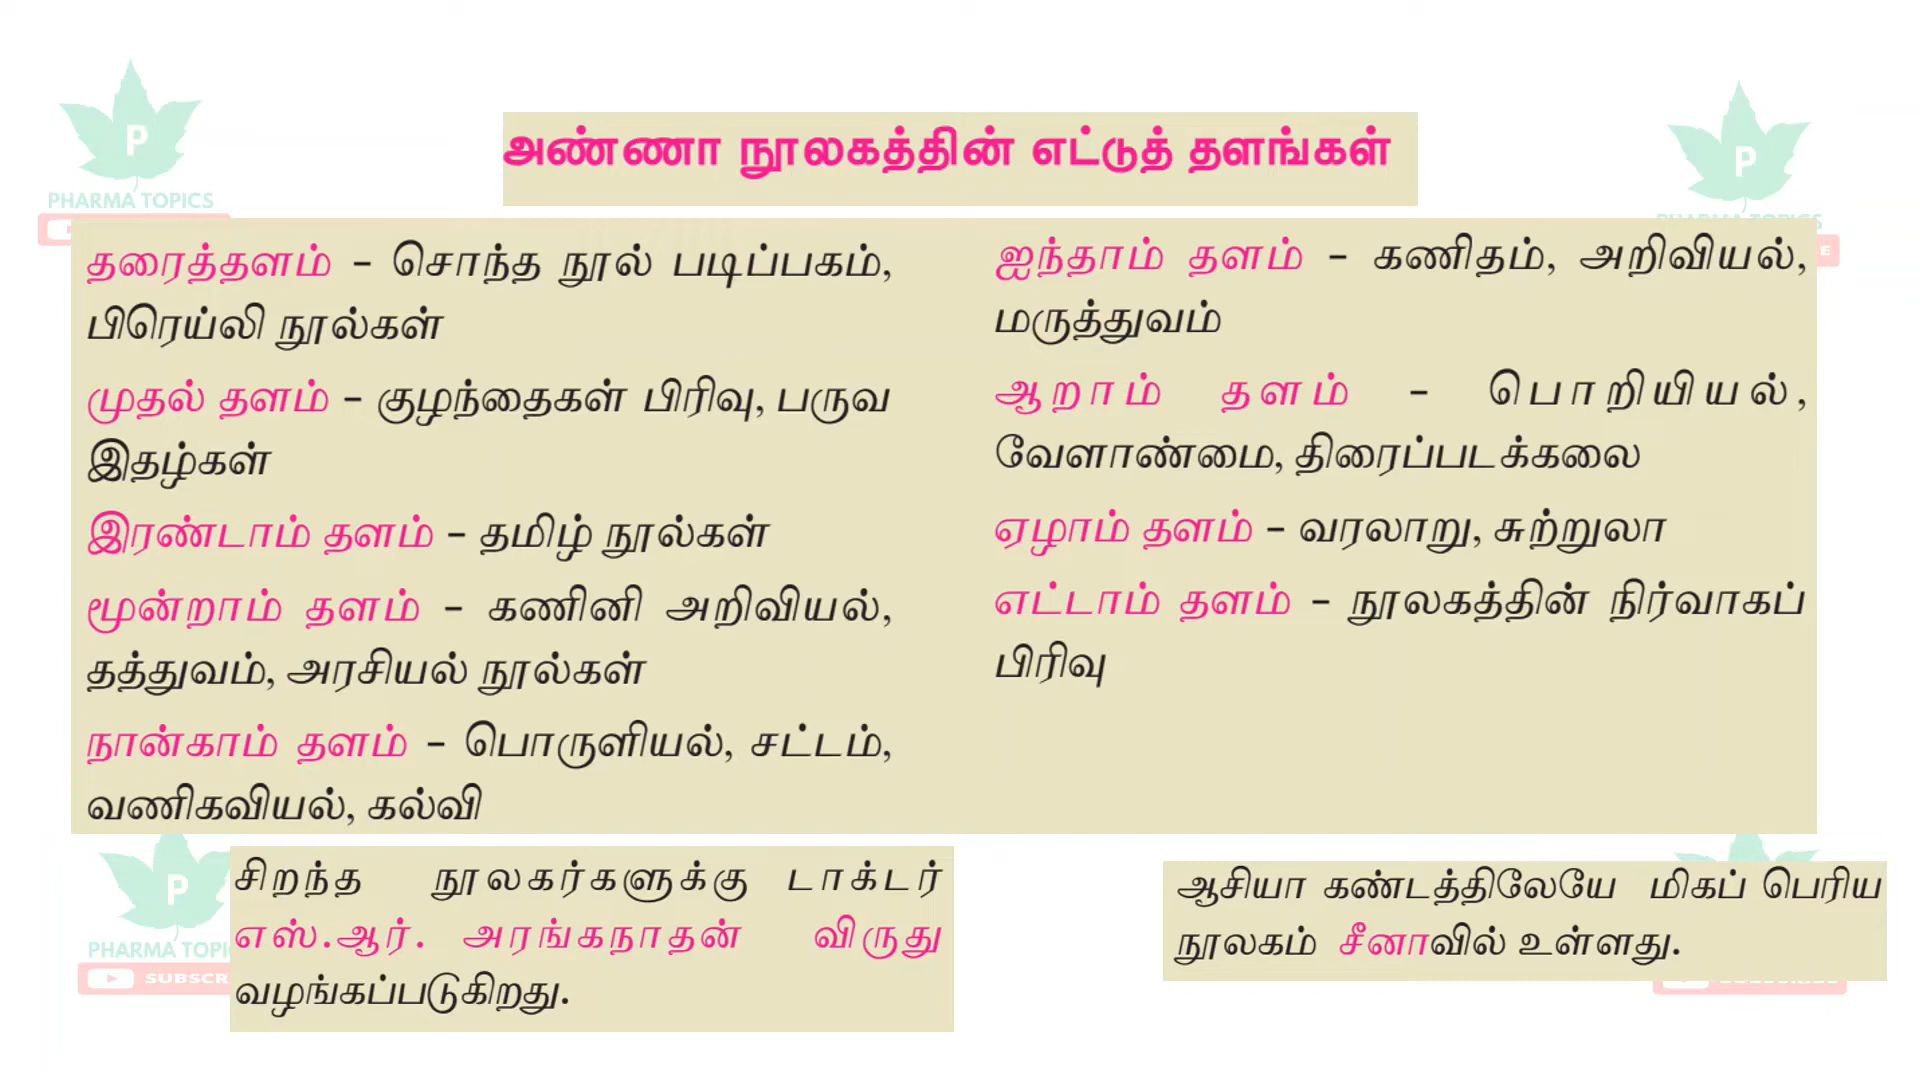 P
PHARMA TOPICS
P
அண்ணா நூலகத்தின் எட்டுத் தளங்கள்
தரைத்தளம் – சொந்த நூல் படிப்பகம்,
பிரெய்லி நூல்கள்
முதல் தளம் – குழந்தைகள் பிரிவு, பருவ
இதழ்கள்
இரண்டாம் தளம் – தமிழ் நூல்கள்
மூன்றாம் தளம் – கணினி அறிவியல்,
தத்துவம், அரசியல் நூல்கள்
நான்காம் தளம் – பொருளியல், சட்டம்,
வணிகவியல், கல்வி
ஐந்தாம் தளம் – கணிதம், அறிவியல்,
மருத்துவம்
ஆறாம் தளம் – பொறியியல்,
வேளாண்மை, திரைப்படக்கலை
ஏழாம் தளம் – வரலாறு, சுற்றுலா
எட்டாம் தளம் – நூலகத்தின் நிர்வாகப்
பிரிவு
P
PHARMA TOPI
SUBSCR
சிறந்த நூலகர்களுக்கு டாக்டர்
எஸ்.ஆர். அரங்கநாதன் விருது
வழங்கப்படுகிறது.
ஆசியா கண்டத்திலேயே மிகப் பெரிய
நூலகம் சீனாவில் உள்ளது.